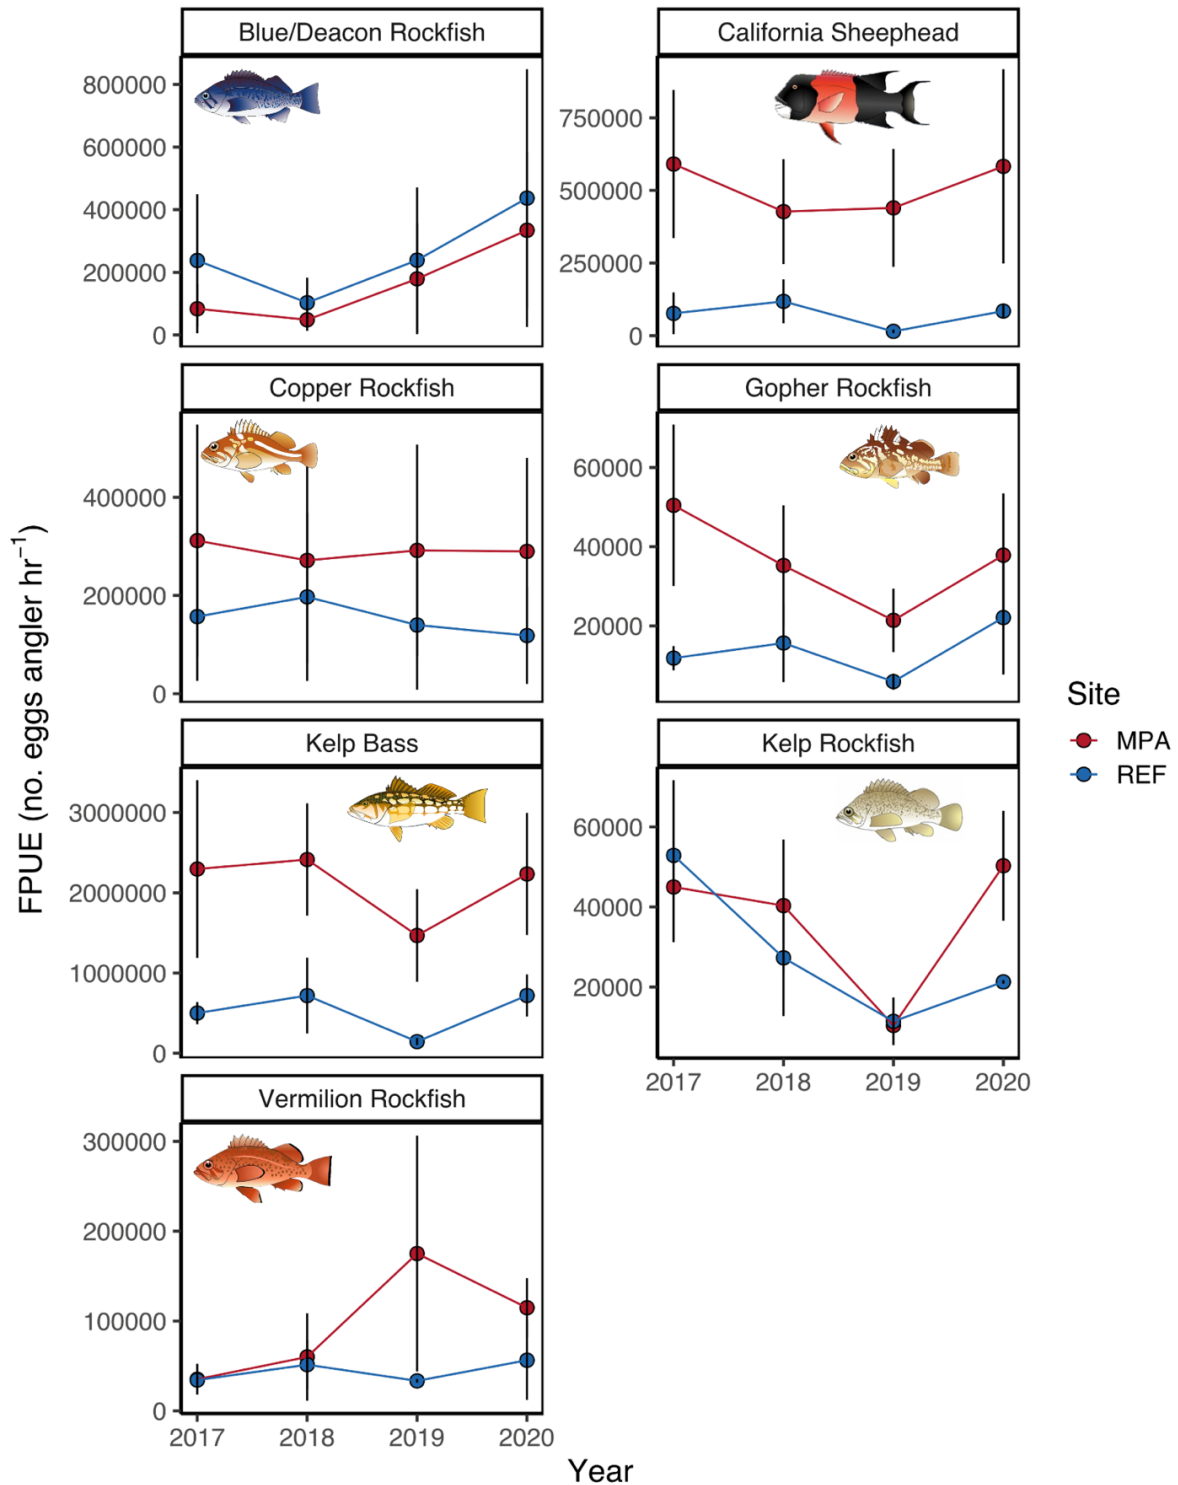 Blue/Deacon Rockfish
800000
600000
400000
200000
0
California Sheephead
750000
500000
250000
0
Copper Rockfish
400000
200000
0
Gopher Rockfish
60000
40000
20000
Kelp Bass
3000000
2000000
1000000
0
Kelp Rockfish
60000
40000
20000
2017 2018 2019 2020
Vermilion Rockfish
300000
200000
100000
0
2017 2018 2019 2020
Year
FPUE (no. eggs angler hr⁻¹)
Site
MPA
REF